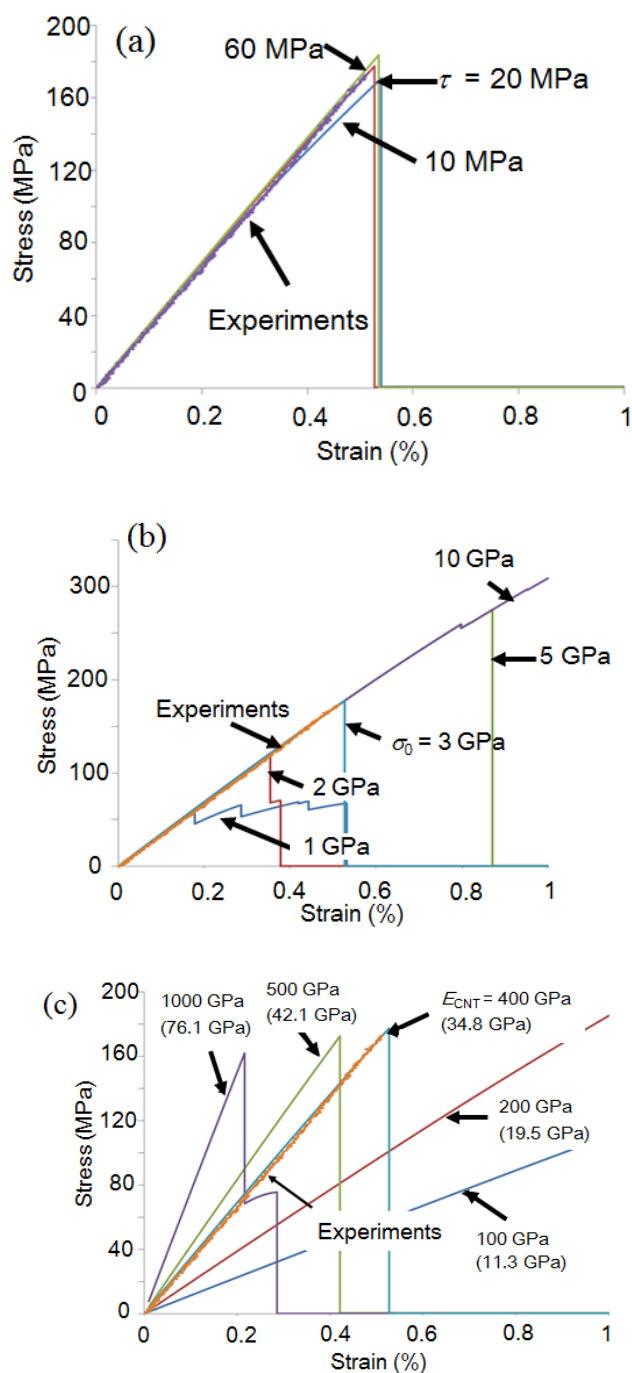 (a)
200
160
120
80
40
0
Stress (MPa)
60 MPa
τ = 20 MPa
10 MPa
Experiments
0 0.2 0.4 0.6 0.8 1
Strain (%)
(b)
300
200
100
0
Stress (MPa)
10 GPa
5 GPa
Experiments
σ0 = 3 GPa
2 GPa
1 GPa
0 0.2 0.4 0.6 0.8 1
Strain (%)
(c)
200
160
120
80
40
0
Stress (MPa)
1000 GPa
(76.1 GPa)
500 GPa
(42.1 GPa)
ECNT = 400 GPa
(34.8 GPa)
200 GPa
(19.5 GPa)
Experiments
100 GPa
(11.3 GPa)
0 0.2 0.4 0.6 0.8 1
Strain (%)